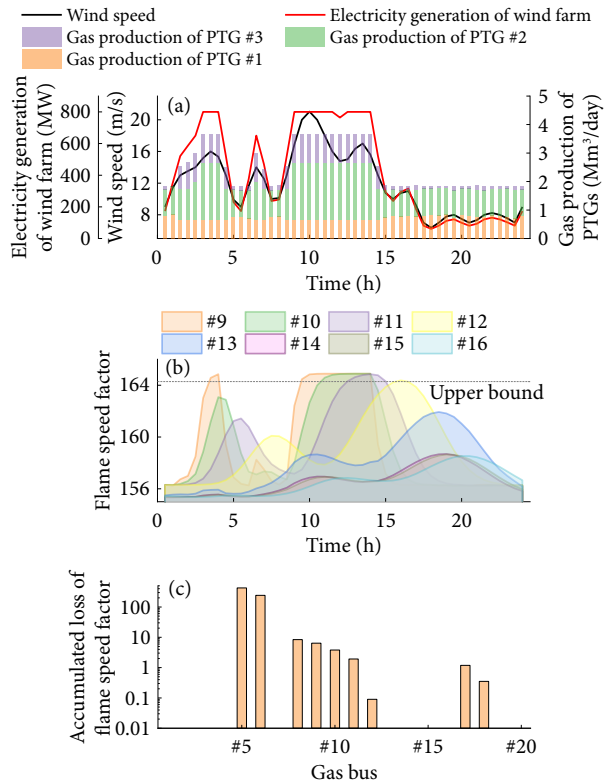 Wind speed
Electricity generation of wind farm
Gas production of PTG #3
Gas production of PTG #2
Gas production of PTG #1
(a)
Electricity generation
of wind farm (MW)
800
600
400
200
0
Wind speed (m/s)
20
16
12
8
Gas production of
PTGs (Mm³/day)
5
4
3
2
1
0
0 5 10 15 20
Time (h)
#9 #10 #11 #12
#13 #14 #15 #16
(b)
Upper bound
Flame speed factor
164
160
156
0 5 10 15 20
Time (h)
(c)
Accumulated loss of
flame speed factor
100
10
1
0.1
0.01
#5 #10 #15 #20
Gas bus